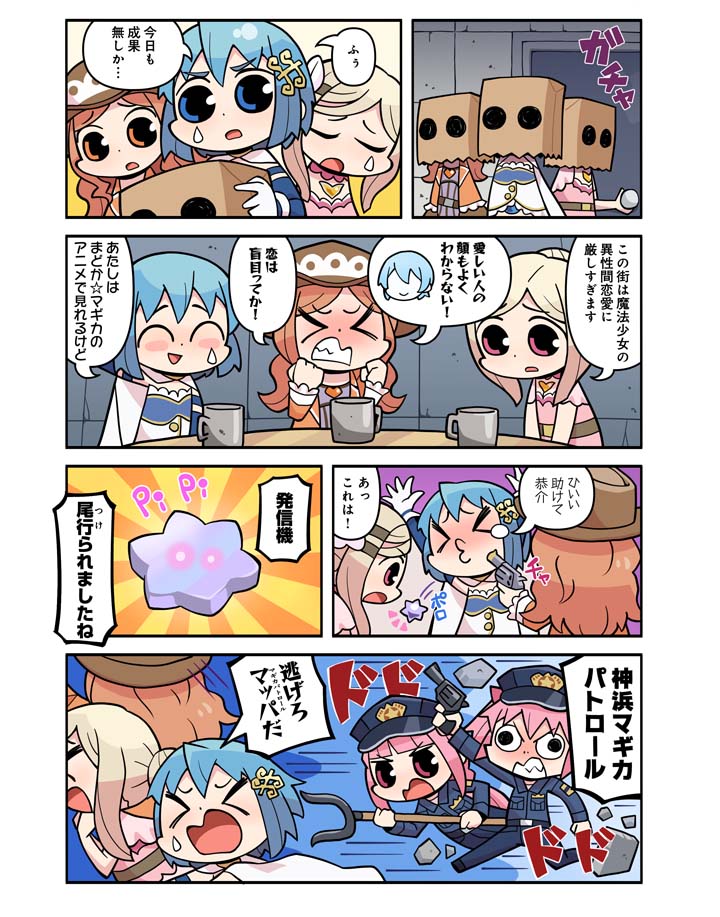 ガチャ
ふぅ
今日も
成果
無しか…
この街は魔法少女の
異性間恋愛に
厳しすぎます
愛しい人の
顔もよく
わからない!
恋は
盲目ってか!
あたしは
まどか☆マギカの
アニメで見れるけど
ひいい
助けて
恭介
チャ
ポロ
あっ
これは!
発信機
Pi Pi
尾行られましたね
つけ
神浜マギカ
パトロール
ドドド
逃げろ
マッパだ
マギカパトロール
ドド